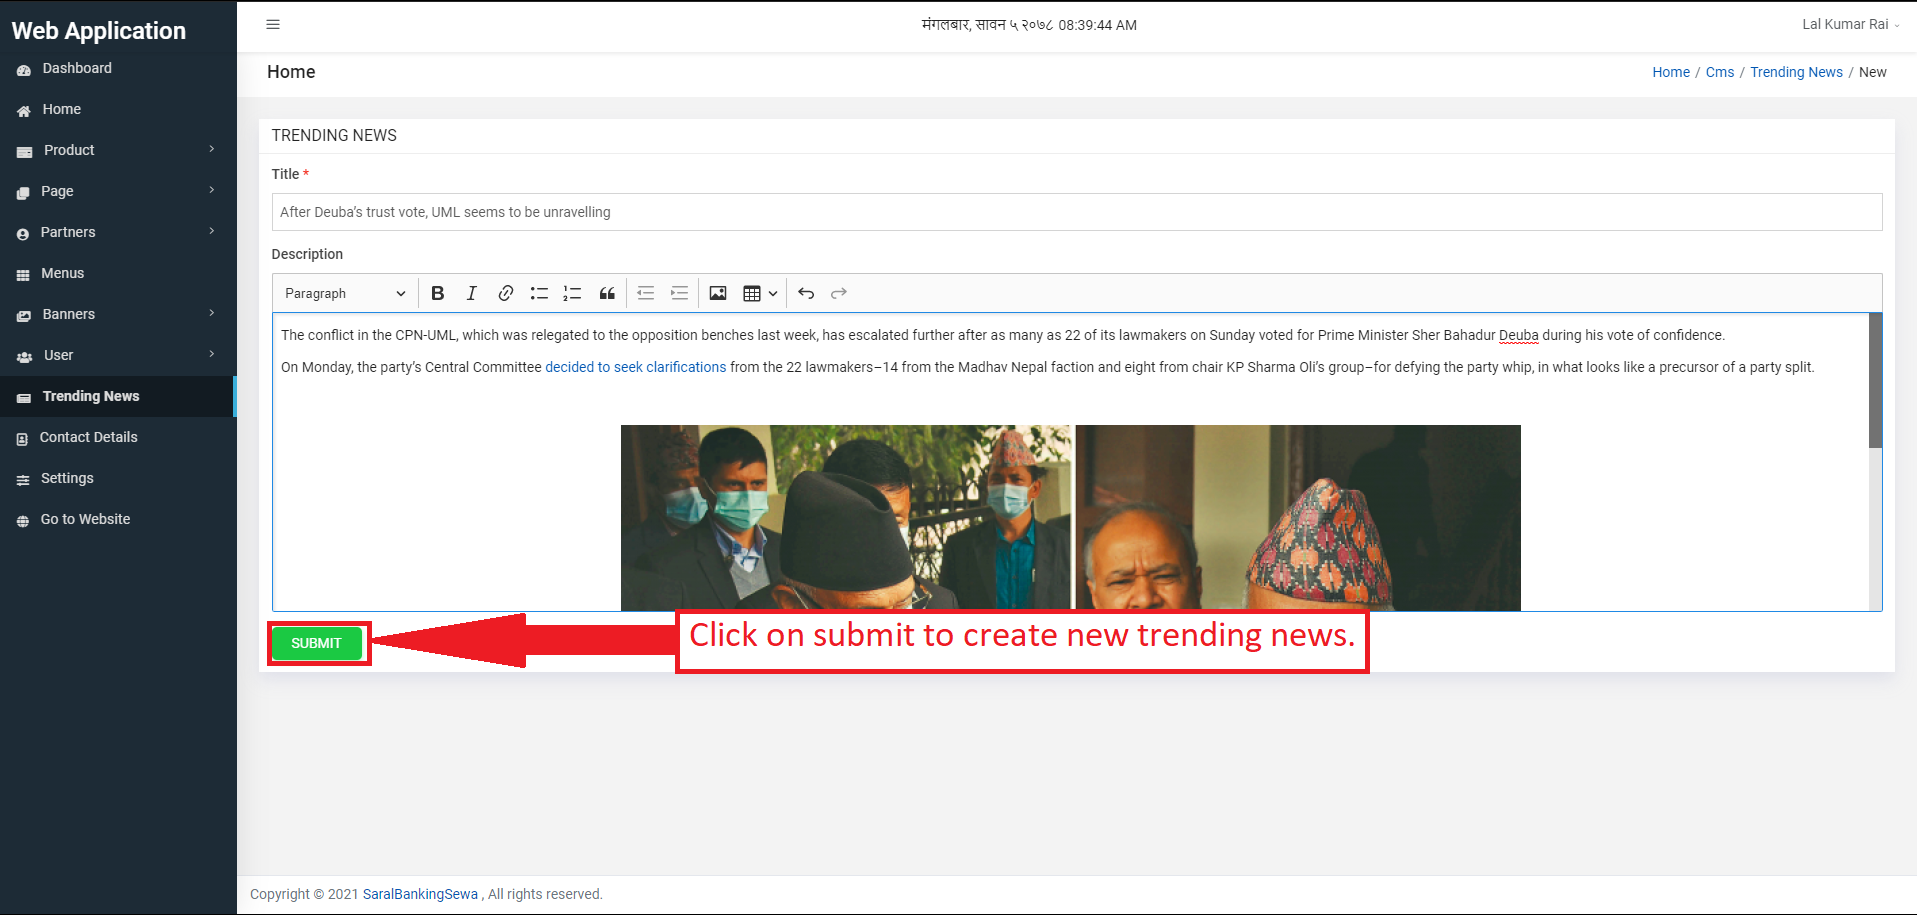 Web Application
मंगलबार, सावन ५ २०७८ 08:39:44 AM
Lal Kumar Rai
Dashboard
Home
Product
Page
Partners
Menus
Banners
User
Trending News
Contact Details
Settings
Go to Website
Home
Home / Cms / Trending News / New
TRENDING NEWS
Title *
After Deuba’s trust vote, UML seems to be unravelling
Description
Paragraph
The conflict in the CPN-UML, which was relegated to the opposition benches last week, has escalated further after as many as 22 of its lawmakers on Sunday voted for Prime Minister Sher Bahadur Deuba during his vote of confidence.
On Monday, the party’s Central Committee decided to seek clarifications from the 22 lawmakers–14 from the Madhav Nepal faction and eight from chair KP Sharma Oli’s group–for defying the party whip, in what looks like a precursor of a party split.
SUBMIT
Click on submit to create new trending news.
Copyright © 2021 SaralBankingSewa , All rights reserved.